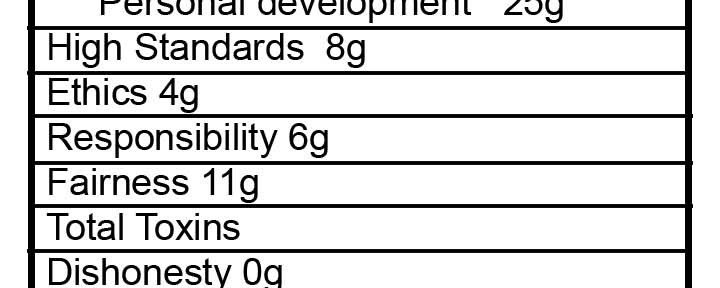 Personal development 25g
High Standards 8g
Ethics 4g
Responsibility 6g
Fairness 11g
Total Toxins
Dishonesty 0g